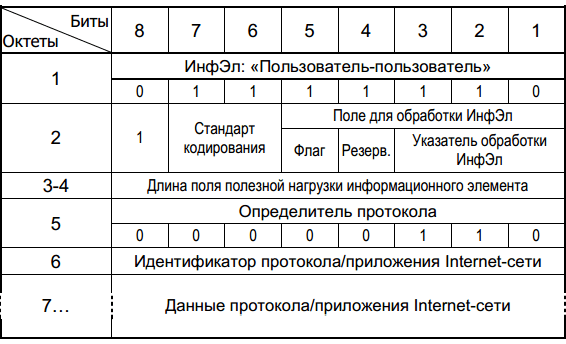 Биты
Октеты
8 7 6 5 4 3 2 1
1
ИнфЭл: «Пользователь-пользователь»
0 1 1 1 1 1 1 0
2
1
Стандарт
кодирования
Поле для обработки ИнфЭл
Флаг
Резерв.
Указатель обработки
ИнфЭл
3-4
Длина поля полезной нагрузки информационного элемента
5
Определитель протокола
0 0 0 0 0 1 1 0
6
Идентификатор протокола/приложения Internet-сети
7…
Данные протокола/приложения Internet-сети